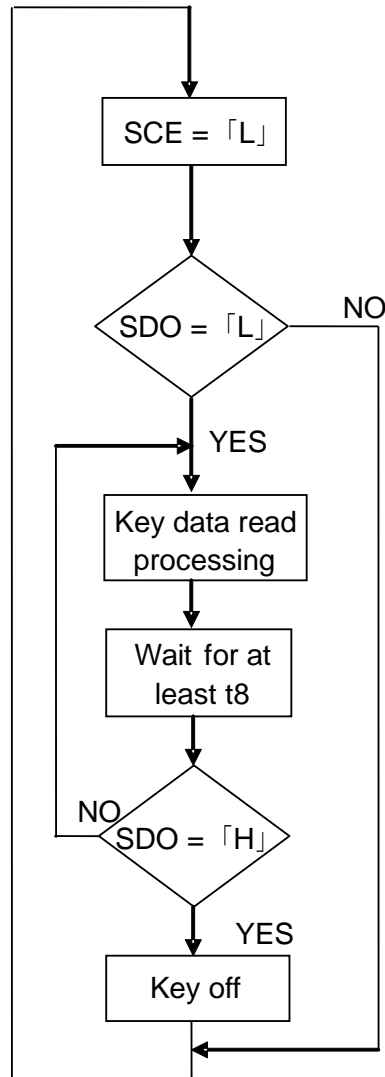 SCE = 「L」
SDO = 「L」
NO
YES
Key data read
processing
Wait for at
least t8
NO
SDO = 「H」
YES
Key off